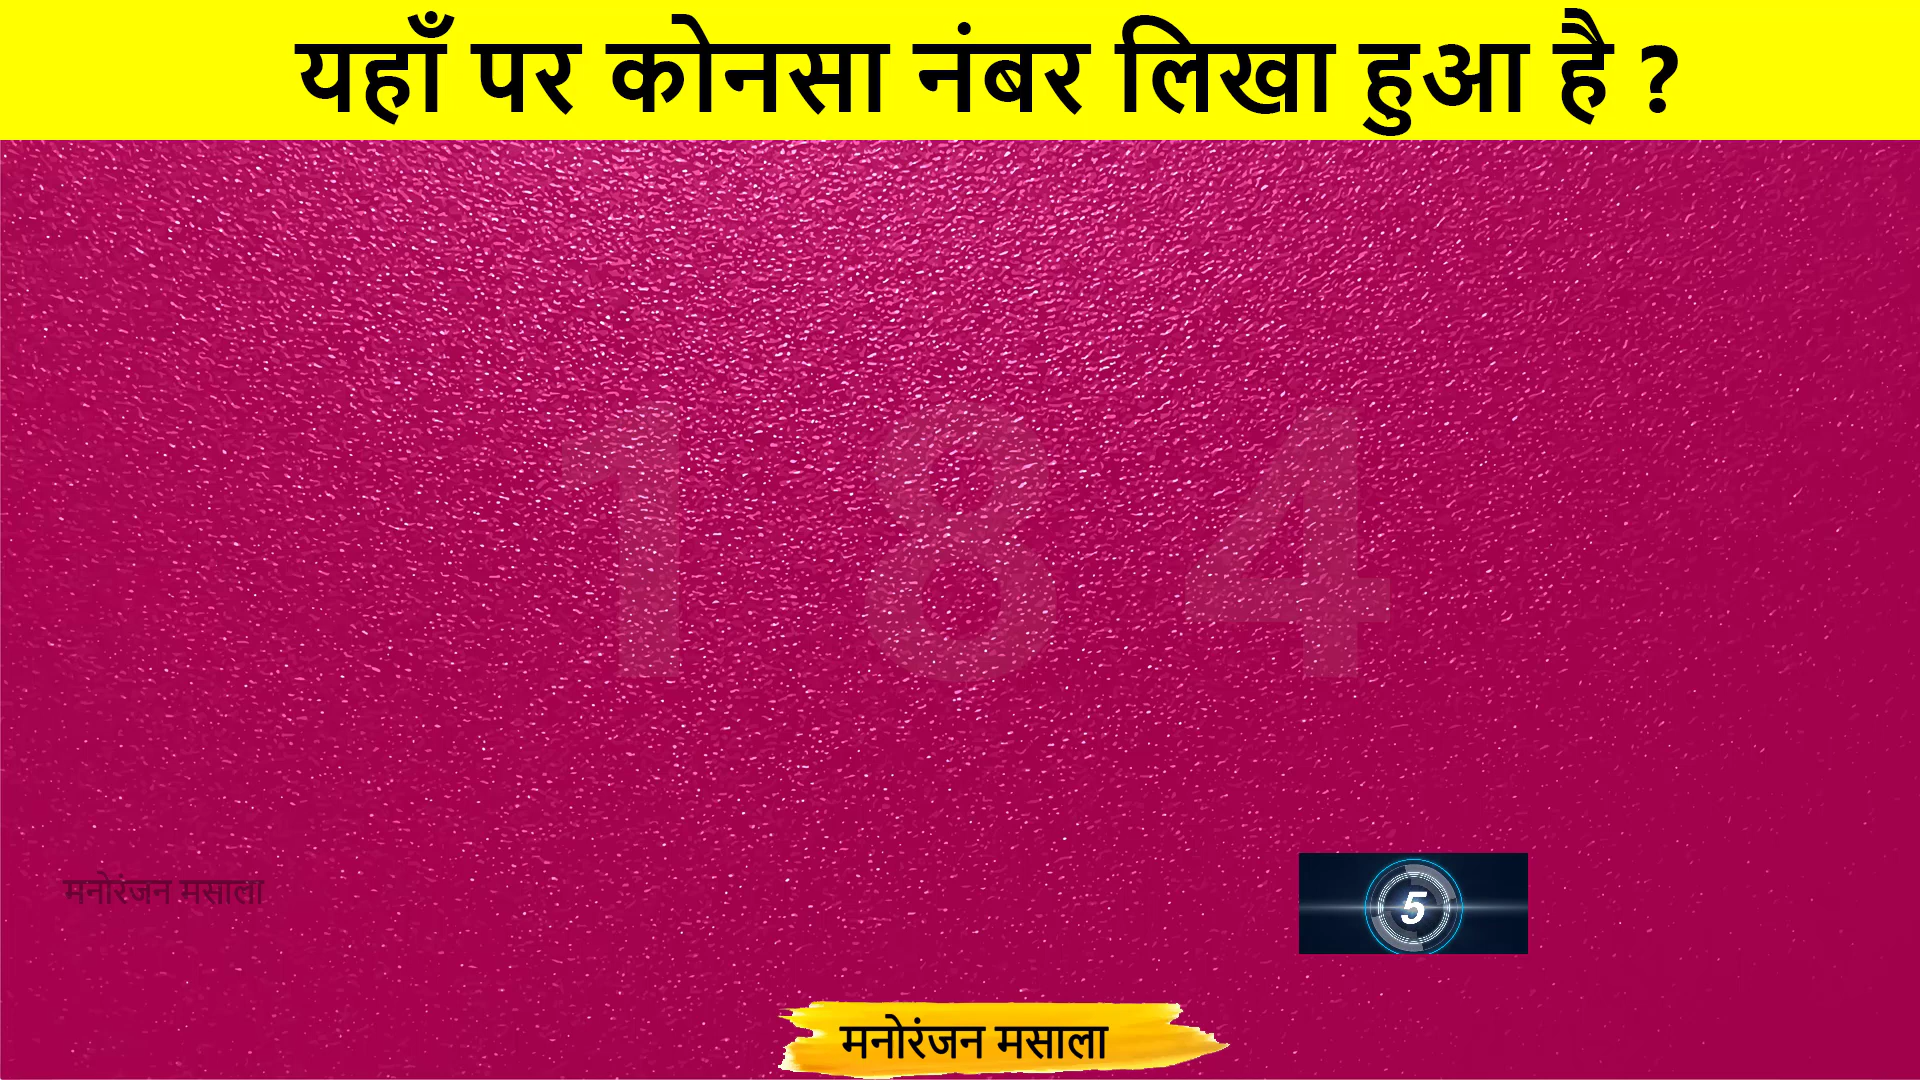 यहाँ पर कोनसा नंबर लिखा हुआ है ?
1 8 4
मनोरंजन मसाला
5
मनोरंजन मसाला